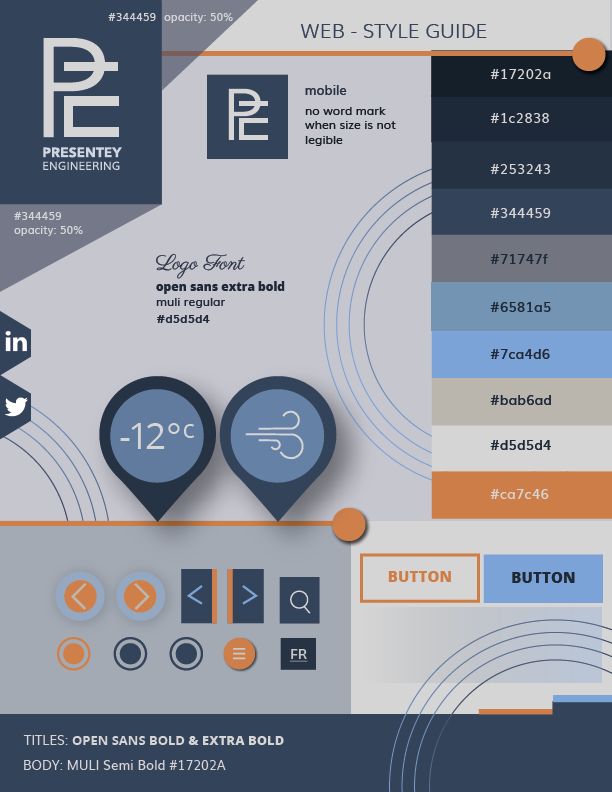 #344459 opacity: 50%
WEB - STYLE GUIDE
PE
PRESENTEY
ENGINEERING
PE
mobile
no word mark
when size is not
legible
#344459
opacity: 50%
Logo Font
open sans extra bold
muli regular
#d5d5d4
in
#17202a
#1c2838
#253243
#344459
#71747f
#6581a5
#7ca4d6
#bab6ad
#d5d5d4
#ca7c46
-12°C
BUTTON
BUTTON
FR
TITLES: OPEN SANS BOLD & EXTRA BOLD
BODY: MULI Semi Bold #17202A